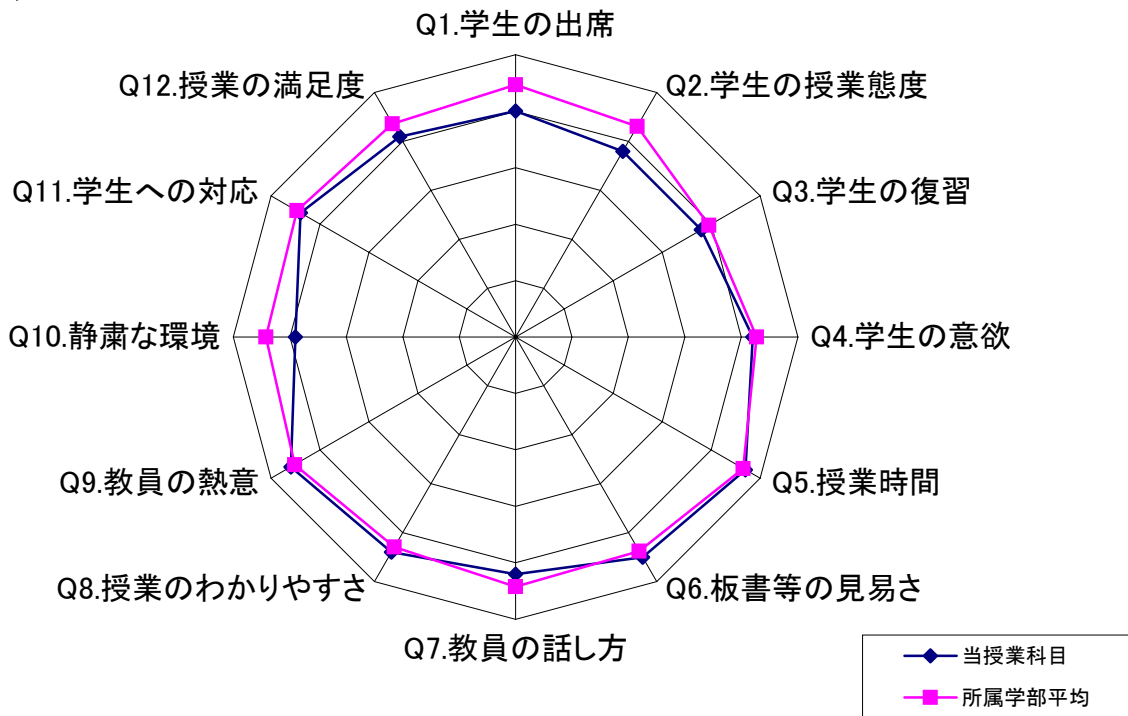 Q1.学生の出席
Q2.学生の授業態度
Q3.学生の復習
Q4.学生の意欲
Q5.授業時間
Q6.板書等の見易さ
Q7.教員の話し方
Q8.授業のわかりやすさ
Q9.教員の熱意
Q10.静粛な環境
Q11.学生への対応
Q12.授業の満足度
当授業科目
所属学部平均